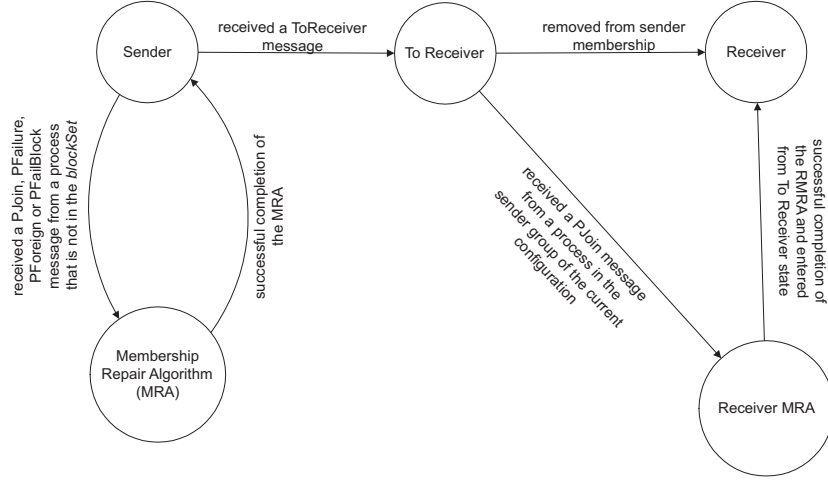 Sender
received a ToReceiver
message
To Receiver
removed from sender
membership
Receiver
received a PJoin, PFailure,
PForeign or PFailBlock
message from a process
that is not in the blockSet
successful completion of
the MRA
received a PJoin message
from a process in the
sender group of the current
configuration
successful completion of
the RMRA and entered
from To Receiver state
Membership
Repair Algorithm
(MRA)
Receiver MRA